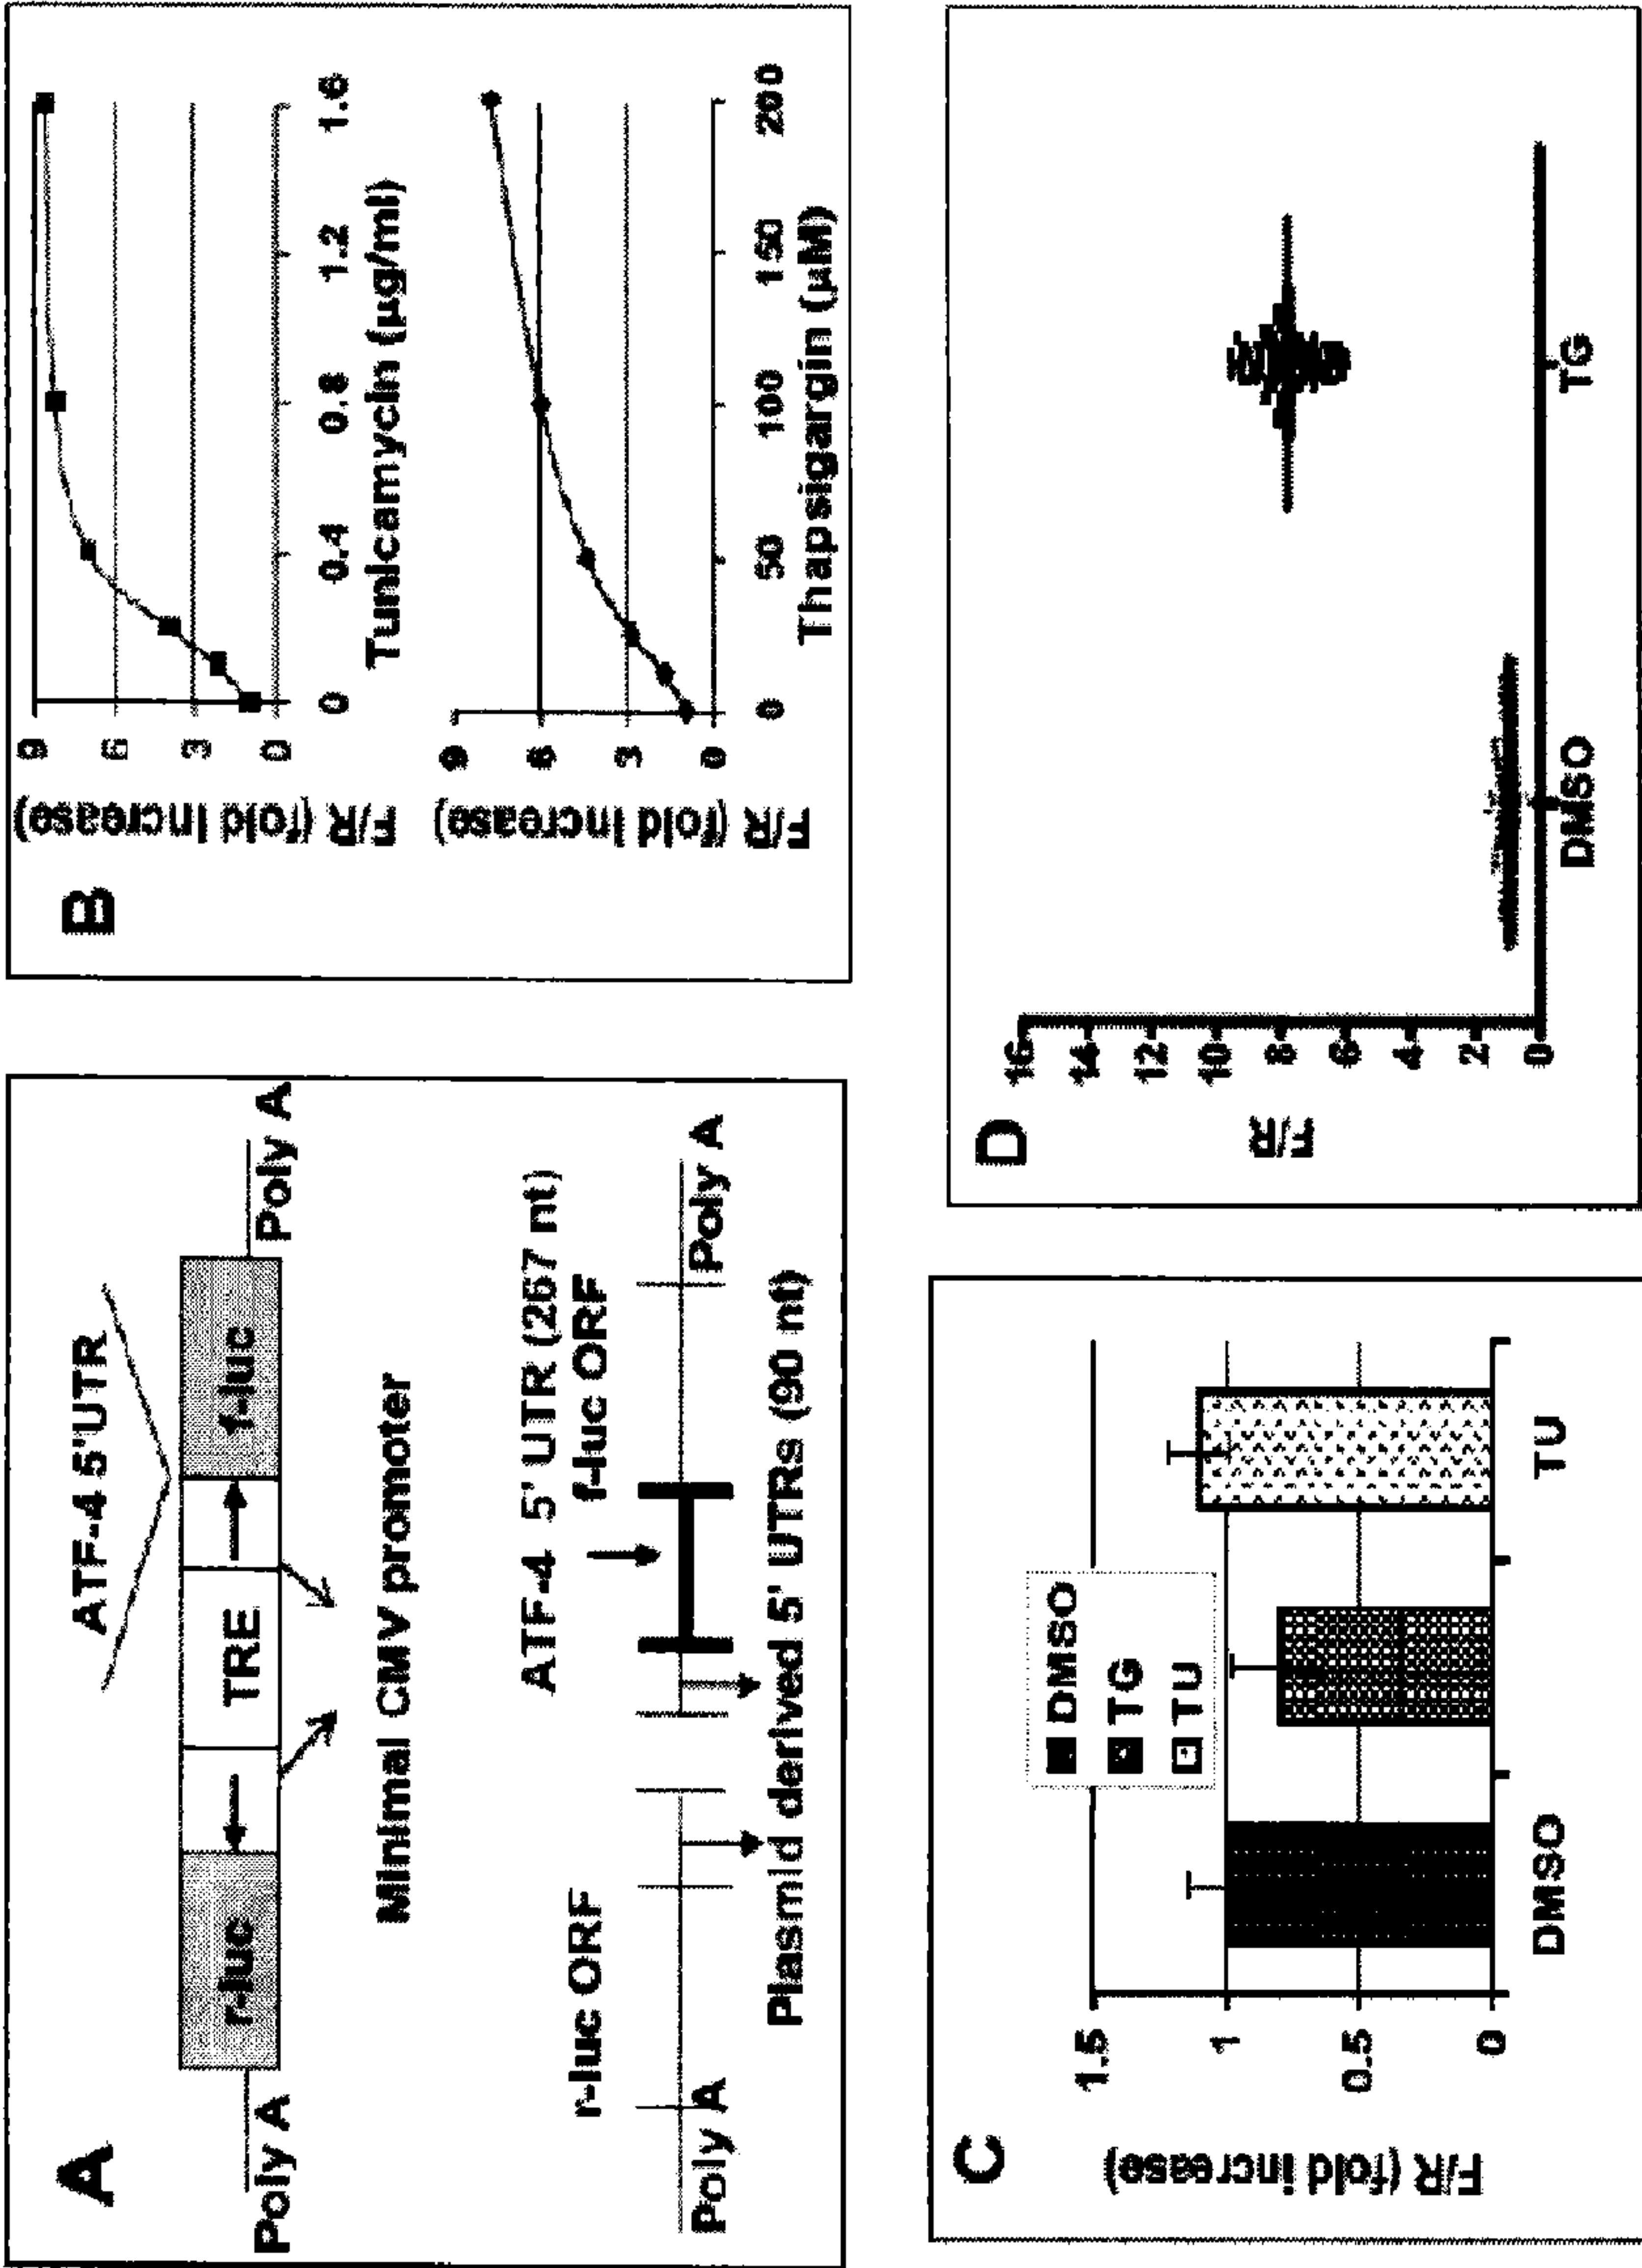 A
ATF-4 5'UTR
Poly A
r-luc
TRE
f-luc
Poly A
Minimal CMV promoter
ATF-4 5' UTR (267 nt)
r-luc ORF
f-luc ORF
Poly A
Poly A
Plasmid derived 5' UTRs (90 nt)
B
F/R (fold increase)
9
6
3
0
0
0.4
0.8
1.2
1.6
Tunicamycin (µg/ml)
F/R (fold increase)
9
6
3
0
0
50
100
150
200
Thapsigargin (µM)
C
F/R (fold increase)
1.5
1
0.5
0
DMSO
TG
TU
DMSO
TU
D
F/R
16
14
12
10
8
6
4
2
0
DMSO
TG